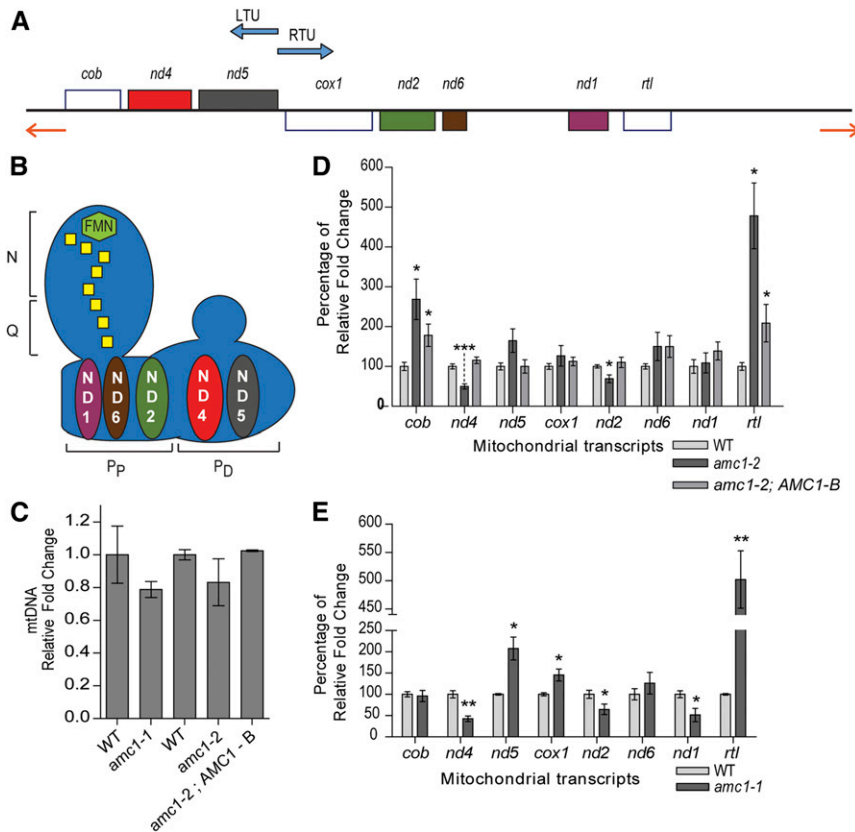 A
LTU
RTU
cob nd4 nd5 cox1 nd2 nd6 nd1 rtl
B
N
Q
FMN
ND1 ND6 ND2 ND4 ND5
PP PD
C
mtDNA
Relative Fold Change
1.2
1.0
0.8
0.6
0.4
0.2
0.0
WT amc1-1 WT amc1-2 amc1-2 ; AMC1 - B
D
Percentage of
Relative Fold Change
600
500
400
300
200
100
0
* * *** * * *
cob nd4 nd5 cox1 nd2 nd6 nd1 rtl
Mitochondrial transcripts
WT
amc1-2
amc1-2; AMC1-B
E
Percentage of
Relative Fold Change
600
550
500
450
250
200
150
100
50
0
** * * * * **
cob nd4 nd5 cox1 nd2 nd6 nd1 rtl
Mitochondrial transcripts
WT
amc1-1